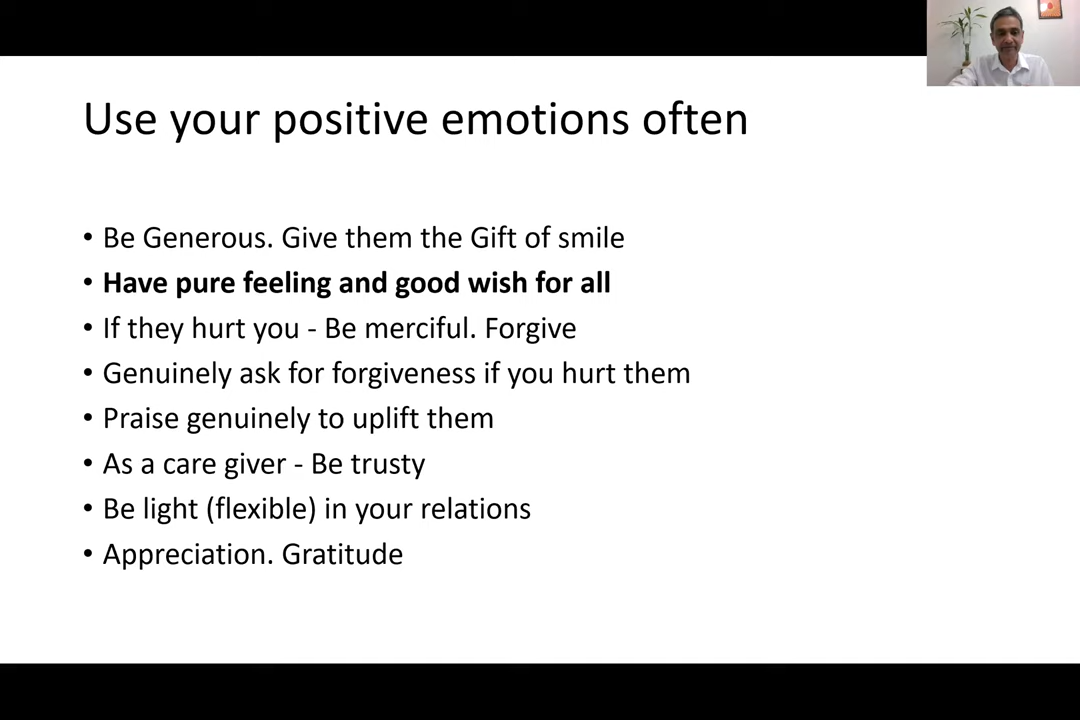 Use your positive emotions often
• Be Generous. Give them the Gift of smile
• Have pure feeling and good wish for all
• If they hurt you - Be merciful. Forgive
• Genuinely ask for forgiveness if you hurt them
• Praise genuinely to uplift them
• As a care giver - Be trusty
• Be light (flexible) in your relations
• Appreciation. Gratitude